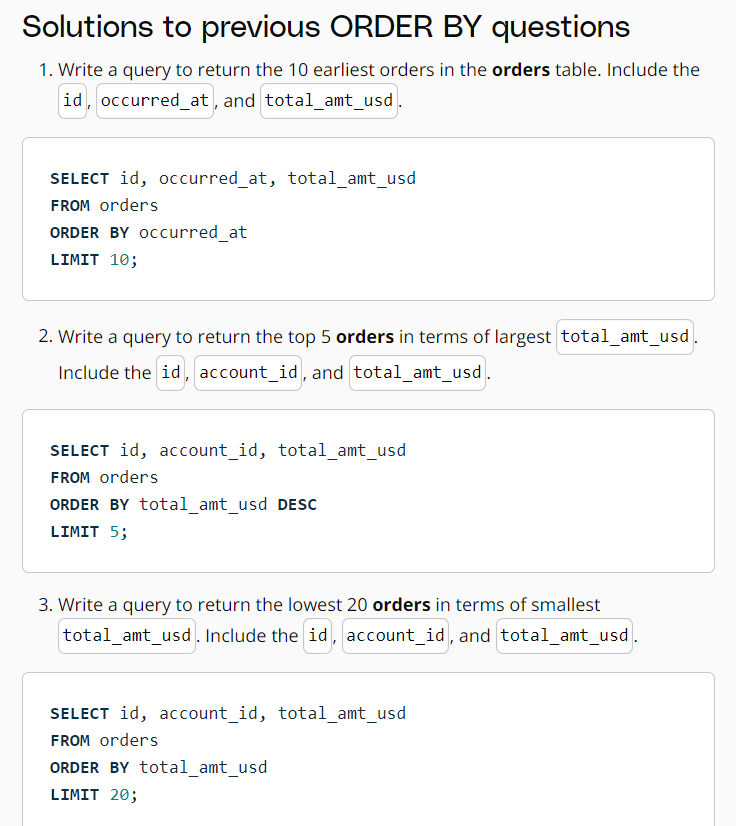 Solutions to previous ORDER BY questions
1. Write a query to return the 10 earliest orders in the orders table. Include the
id, occurred_at, and total_amt_usd.
SELECT id, occurred_at, total_amt_usd
FROM orders
ORDER BY occurred_at
LIMIT 10;
2. Write a query to return the top 5 orders in terms of largest total_amt_usd.
Include the id, account_id, and total_amt_usd.
SELECT id, account_id, total_amt_usd
FROM orders
ORDER BY total_amt_usd DESC
LIMIT 5;
3. Write a query to return the lowest 20 orders in terms of smallest
total_amt_usd. Include the id, account_id, and total_amt_usd.
SELECT id, account_id, total_amt_usd
FROM orders
ORDER BY total_amt_usd
LIMIT 20;